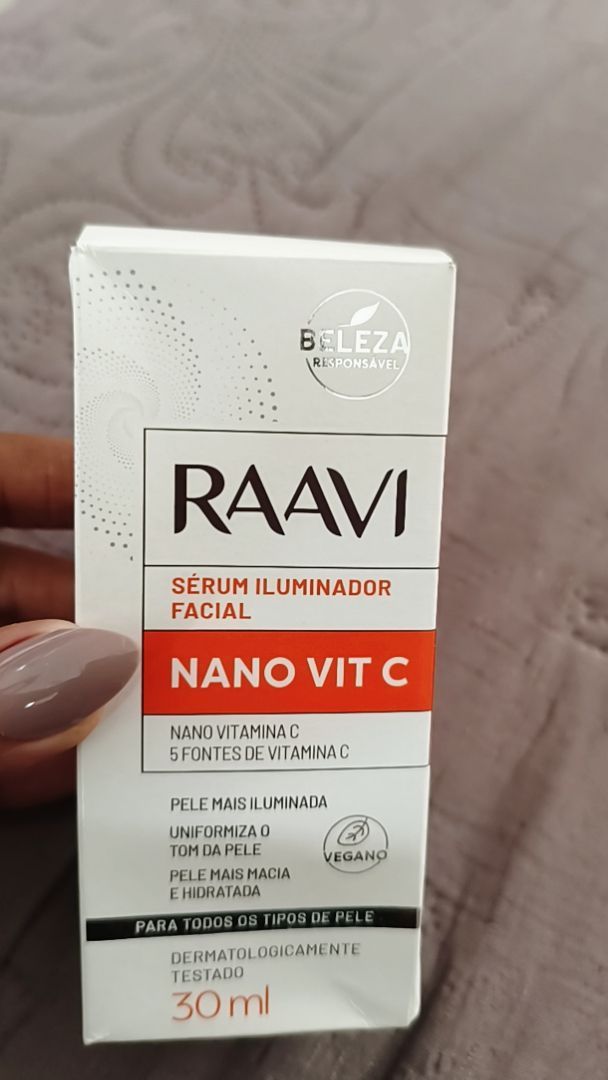 BELEZA
RESPONSÁVEL
RAAVI
SÉRUM ILUMINADOR
FACIAL
NANO VIT C
NANO VITAMINA C
5 FONTES DE VITAMINA C
PELE MAIS ILUMINADA
UNIFORMIZA O
TOM DA PELE
VEGANO
PELE MAIS MACIA
E HIDRATADA
PARA TODOS OS TIPOS DE PELE
DERMATOLOGICAMENTE
TESTADO
30 ml